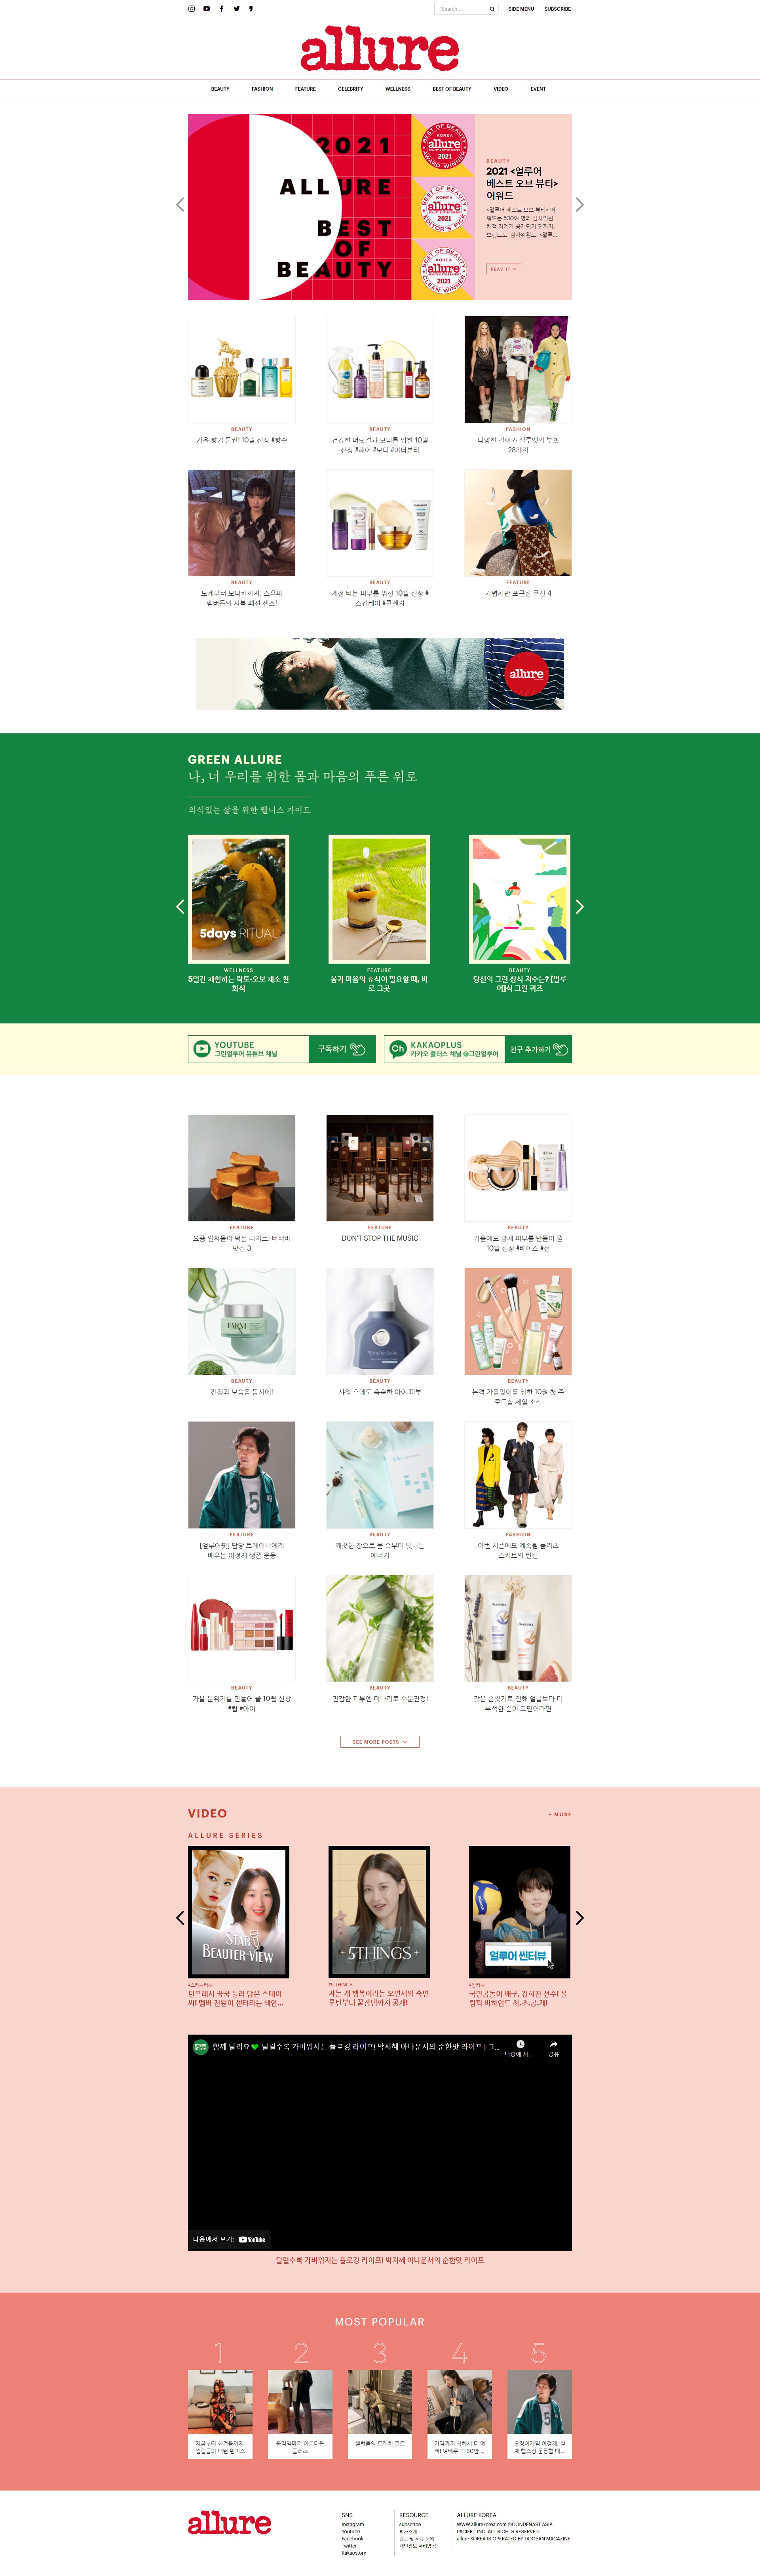 Search ...
SIDE MENU
SUBSCRIBE
allure
BEAUTY
FASHION
FEATURE
CELEBRITY
WELLNESS
BEST OF BEAUTY
VIDEO
EVENT
2021
ALLURE
BEST
OF
BEAUTY
BEST OF BEAUTY
KOREA
allure
2021
AWARD WINNER
BEST OF BEAUTY
KOREA
allure
2021
EDITOR'S PICK
BEST OF BEAUTY
KOREA
allure
2021
CLEAN WINNER
BEAUTY
2021 <얼루어
베스트 오브 뷰티>
어워드
<얼루어 베스트 오브 뷰티> 어
워드는 530여 명의 심사위원
채점 집계가 공개되기 전까지,
브랜드도, 심사위원도, <얼루...
READ IT
BEAUTY
가을 향기 물씬! 10월 신상 #향수
BEAUTY
건강한 머릿결과 보디를 위한 10월
신상 #헤어 #보디 #이너뷰티
FASHION
다양한 길이와 실루엣의 부츠
28가지
BEAUTY
노제부터 모니카까지. 스우파
멤버들의 사복 패션 센스!
BEAUTY
계절 타는 피부를 위한 10월 신상 #
스킨케어 #클렌저
FEATURE
가볍지만 포근한 쿠션 4
allure
GREEN ALLURE
나, 너 우리를 위한 몸과 마음의 푸른 위로
의식있는 삶을 위한 웰니스 가이드
5days RITUAL
WELLNESS
5일간 체험하는 락토-오보 채소 진
화식
FEATURE
몸과 마음의 휴식이 필요할 때, 바
로 그곳
BEAUTY
당신의 그린 상식 지수는? [얼루
어]식 그린 퀴즈
YOUTUBE
그린얼루어 유튜브 채널
구독하기
Ch
KAKAOPLUS
카카오 플러스 채널 @그린얼루어
친구 추가하기
FEATURE
요즘 인싸들이 먹는 디저트! 버터바
맛집 3
FEATURE
DON'T STOP THE MUSIC
BEAUTY
가을에도 광채 피부를 만들어 줄
10월 신상 #베이스 #선
FARM
BEAUTY
진정과 보습을 동시에!
BEAUTY
샤워 후에도 촉촉한 아이 피부
BEAUTY
본격 가을맞이를 위한 10월 첫 주
로드샵 세일 소식
FEATURE
[얼루어핏] 담당 트레이너에게
배우는 이정재 생존 운동
BEAUTY
깨끗한 장으로 몸 속부터 빛나는
에너지
FASHION
이번 시즌에도 계속될 플리츠
스커트의 변신
BEAUTY
가을 분위기를 만들어 줄 10월 신상
#립 #아이
BEAUTY
민감한 피부엔 미나리로 수분진정!
Aveeno
Aveeno
BEAUTY
잦은 손씻기로 인해 얼굴보다 더
푸석한 손이 고민이라면
SEE MORE POSTS
VIDEO
+ MORE
ALLURE SERIES
STAR
BEAUTER-VIEW
#스타뷰터뷰
틴프레시 꾹꾹 눌러 담은 스테이
씨! 멤버 전원이 센터라는 색안...
5THINGS
#5 THINGS
자는 게 행복이라는 오연서의 숙면
루틴부터 꿀잠템까지 공개!
얼루어 씬터뷰
#씬터뷰
국민곰돌이 배구, 김희진 선수! 올
림픽 비하인드 최.초.공.개!
함께 달려요💚 달릴수록 가벼워지는 플로깅 라이프! 박지혜 아나운서의 순한맛 라이프 | 그...
나중에 시...
공유
다음에서 보기:
YouTube
달릴수록 가벼워지는 플로깅 라이프! 박지혜 아나운서의 순한맛 라이프
MOST POPULAR
1
2
3
4
5
지금부터 한겨울까지.
셀럽들의 패턴 원피스
움직임마저 아름다운
플리츠
셀럽들의 트렌치 코트
가격까지 착해서 더 예
뻐! 여배우 픽 30만 ...
오징어게임 이정재, 실
제 헬스장 운동할 때...
allure
SNS
Instagram
Youtube
Facebook
Twitter
Kakaostory
RESOURCE
subscribe
회사소개
광고 및 제휴 문의
개인정보 처리방침
ALLURE KOREA
WWW.allurekorea.com ©CONDÉNAST ASIA
PACIFIC. INC. ALL RIGHTS RESERVED.
allure KOREA IS OPERATED BY DOOSAN MAGAZINE